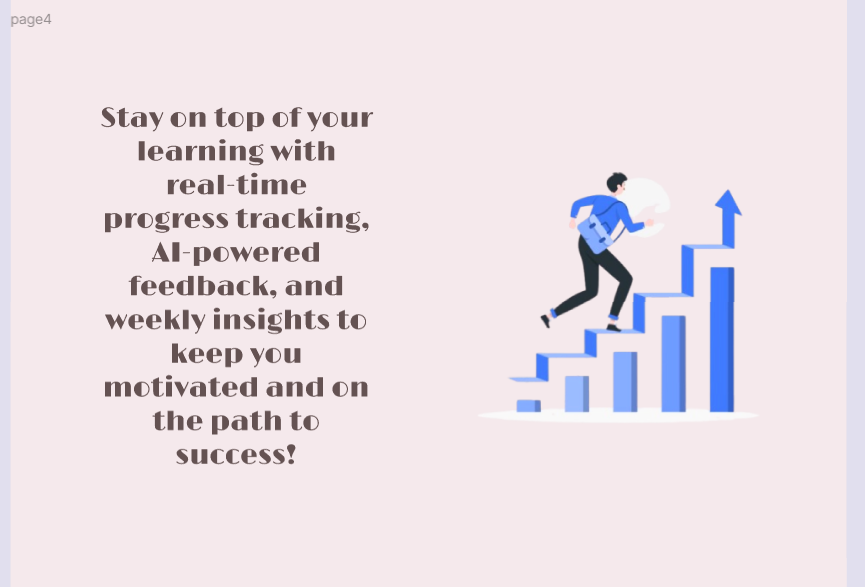 page4
Stay on top of your
learning with
real-time
progress tracking,
AI-powered
feedback, and
weekly insights to
keep you
motivated and on
the path to
success!